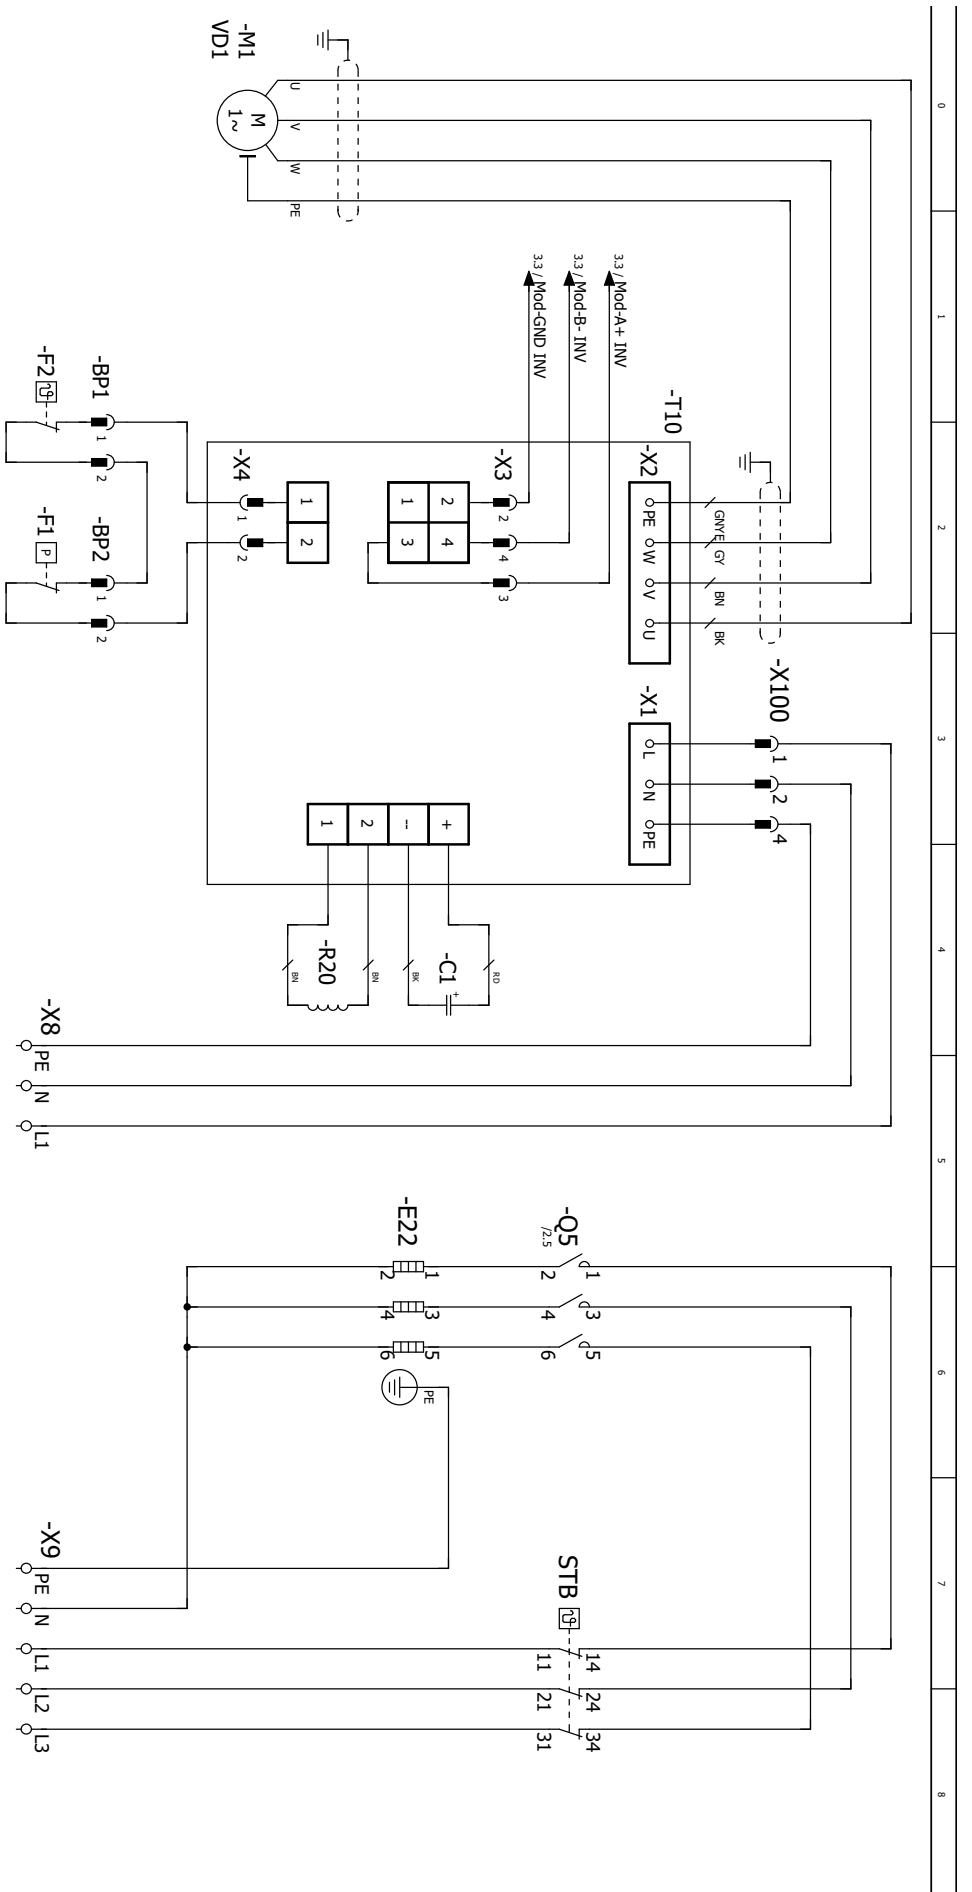 0
1
2
3
4
5
6
7
8
-M1
VD1
M
1~
U
V
W
PE
3.3 / Mod-GND INV
3.3 / Mod-B- INV
3.3 / Mod-A+ INV
-T10
-X2
PE
W
V
U
GNYE
GY
BN
BK
-X100
1
2
4
-X1
L
N
PE
-X3
2
4
3
1
2
3
4
-X4
1
2
1
2
-BP1
1
2
-F2
-BP2
1
2
-F1
P
1
2
--
+
-R20
BN
BN
-C1
+
BK
RD
-X8
PE
N
L1
-Q5
/2.5
1
2
3
4
5
6
-E22
1
2
3
4
5
6
PE
STB
14
11
24
21
34
31
-X9
PE
N
L1
L2
L3